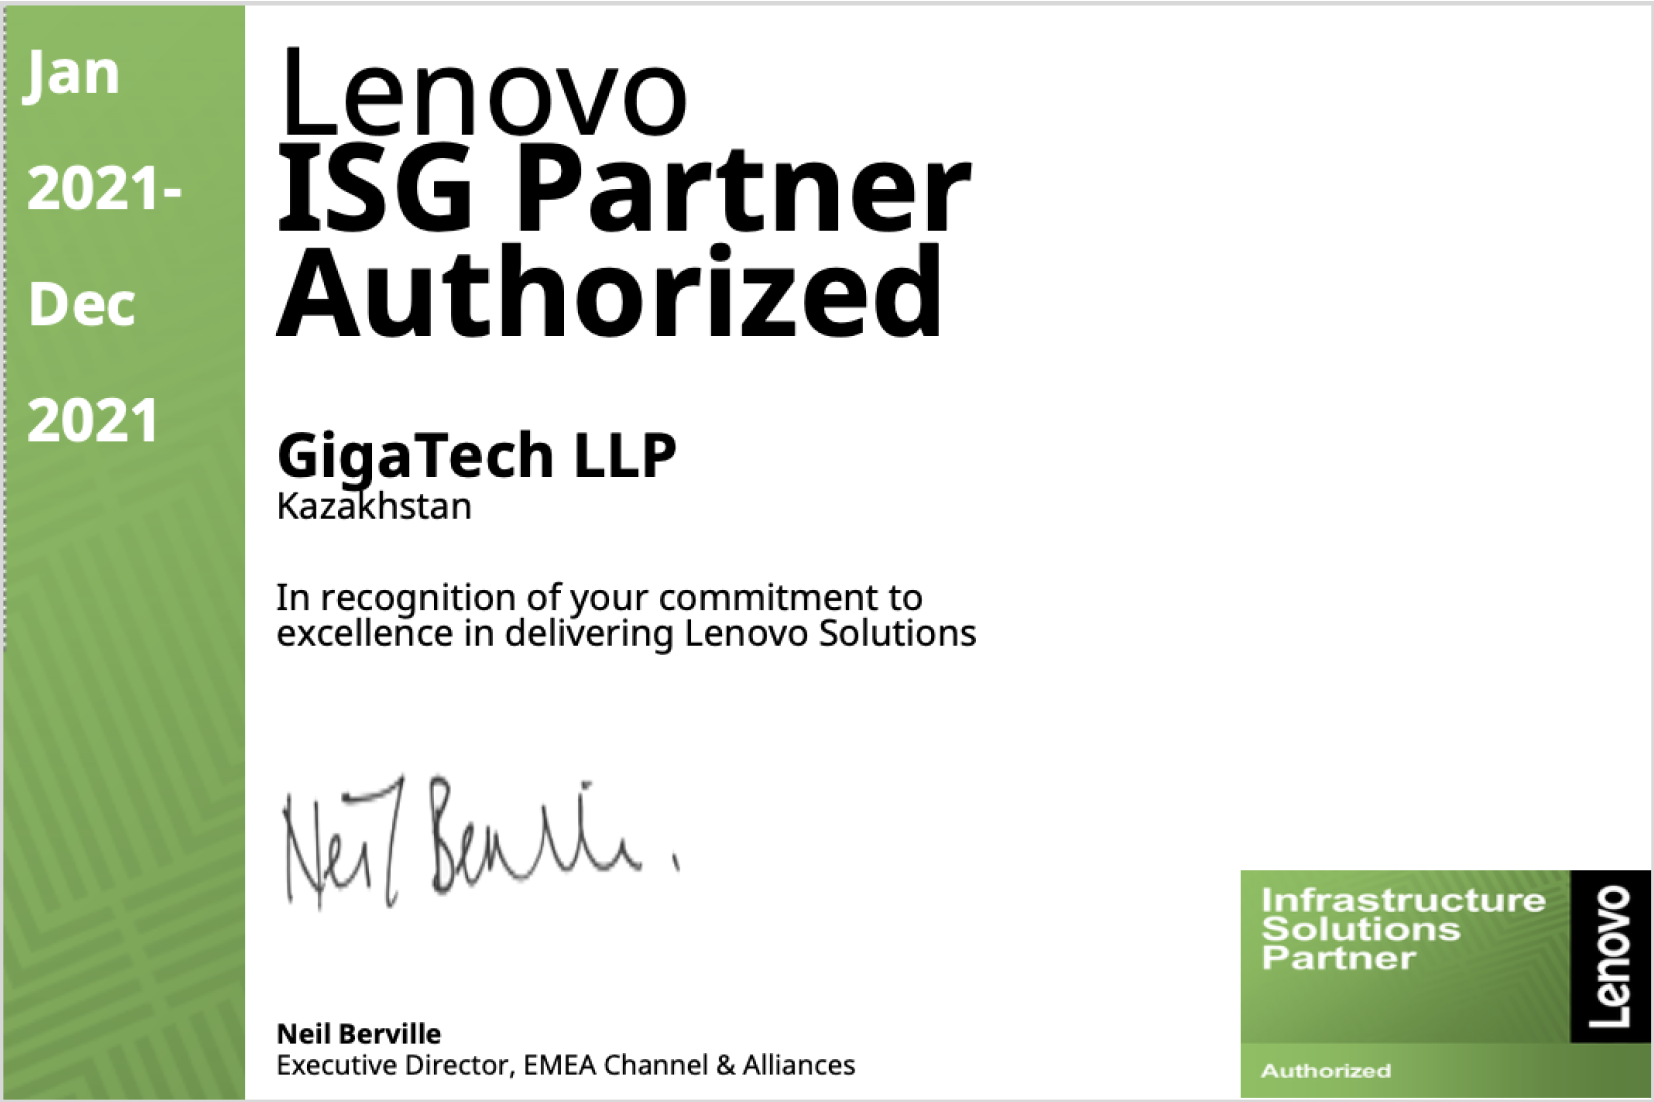 Jan
2021-
Dec
2021
Lenovo
ISG Partner
Authorized
GigaTech LLP
Kazakhstan
In recognition of your commitment to
excellence in delivering Lenovo Solutions
Neil Berville
Neil Berville
Executive Director, EMEA Channel & Alliances
Infrastructure
Solutions
Partner
Lenovo
Authorized